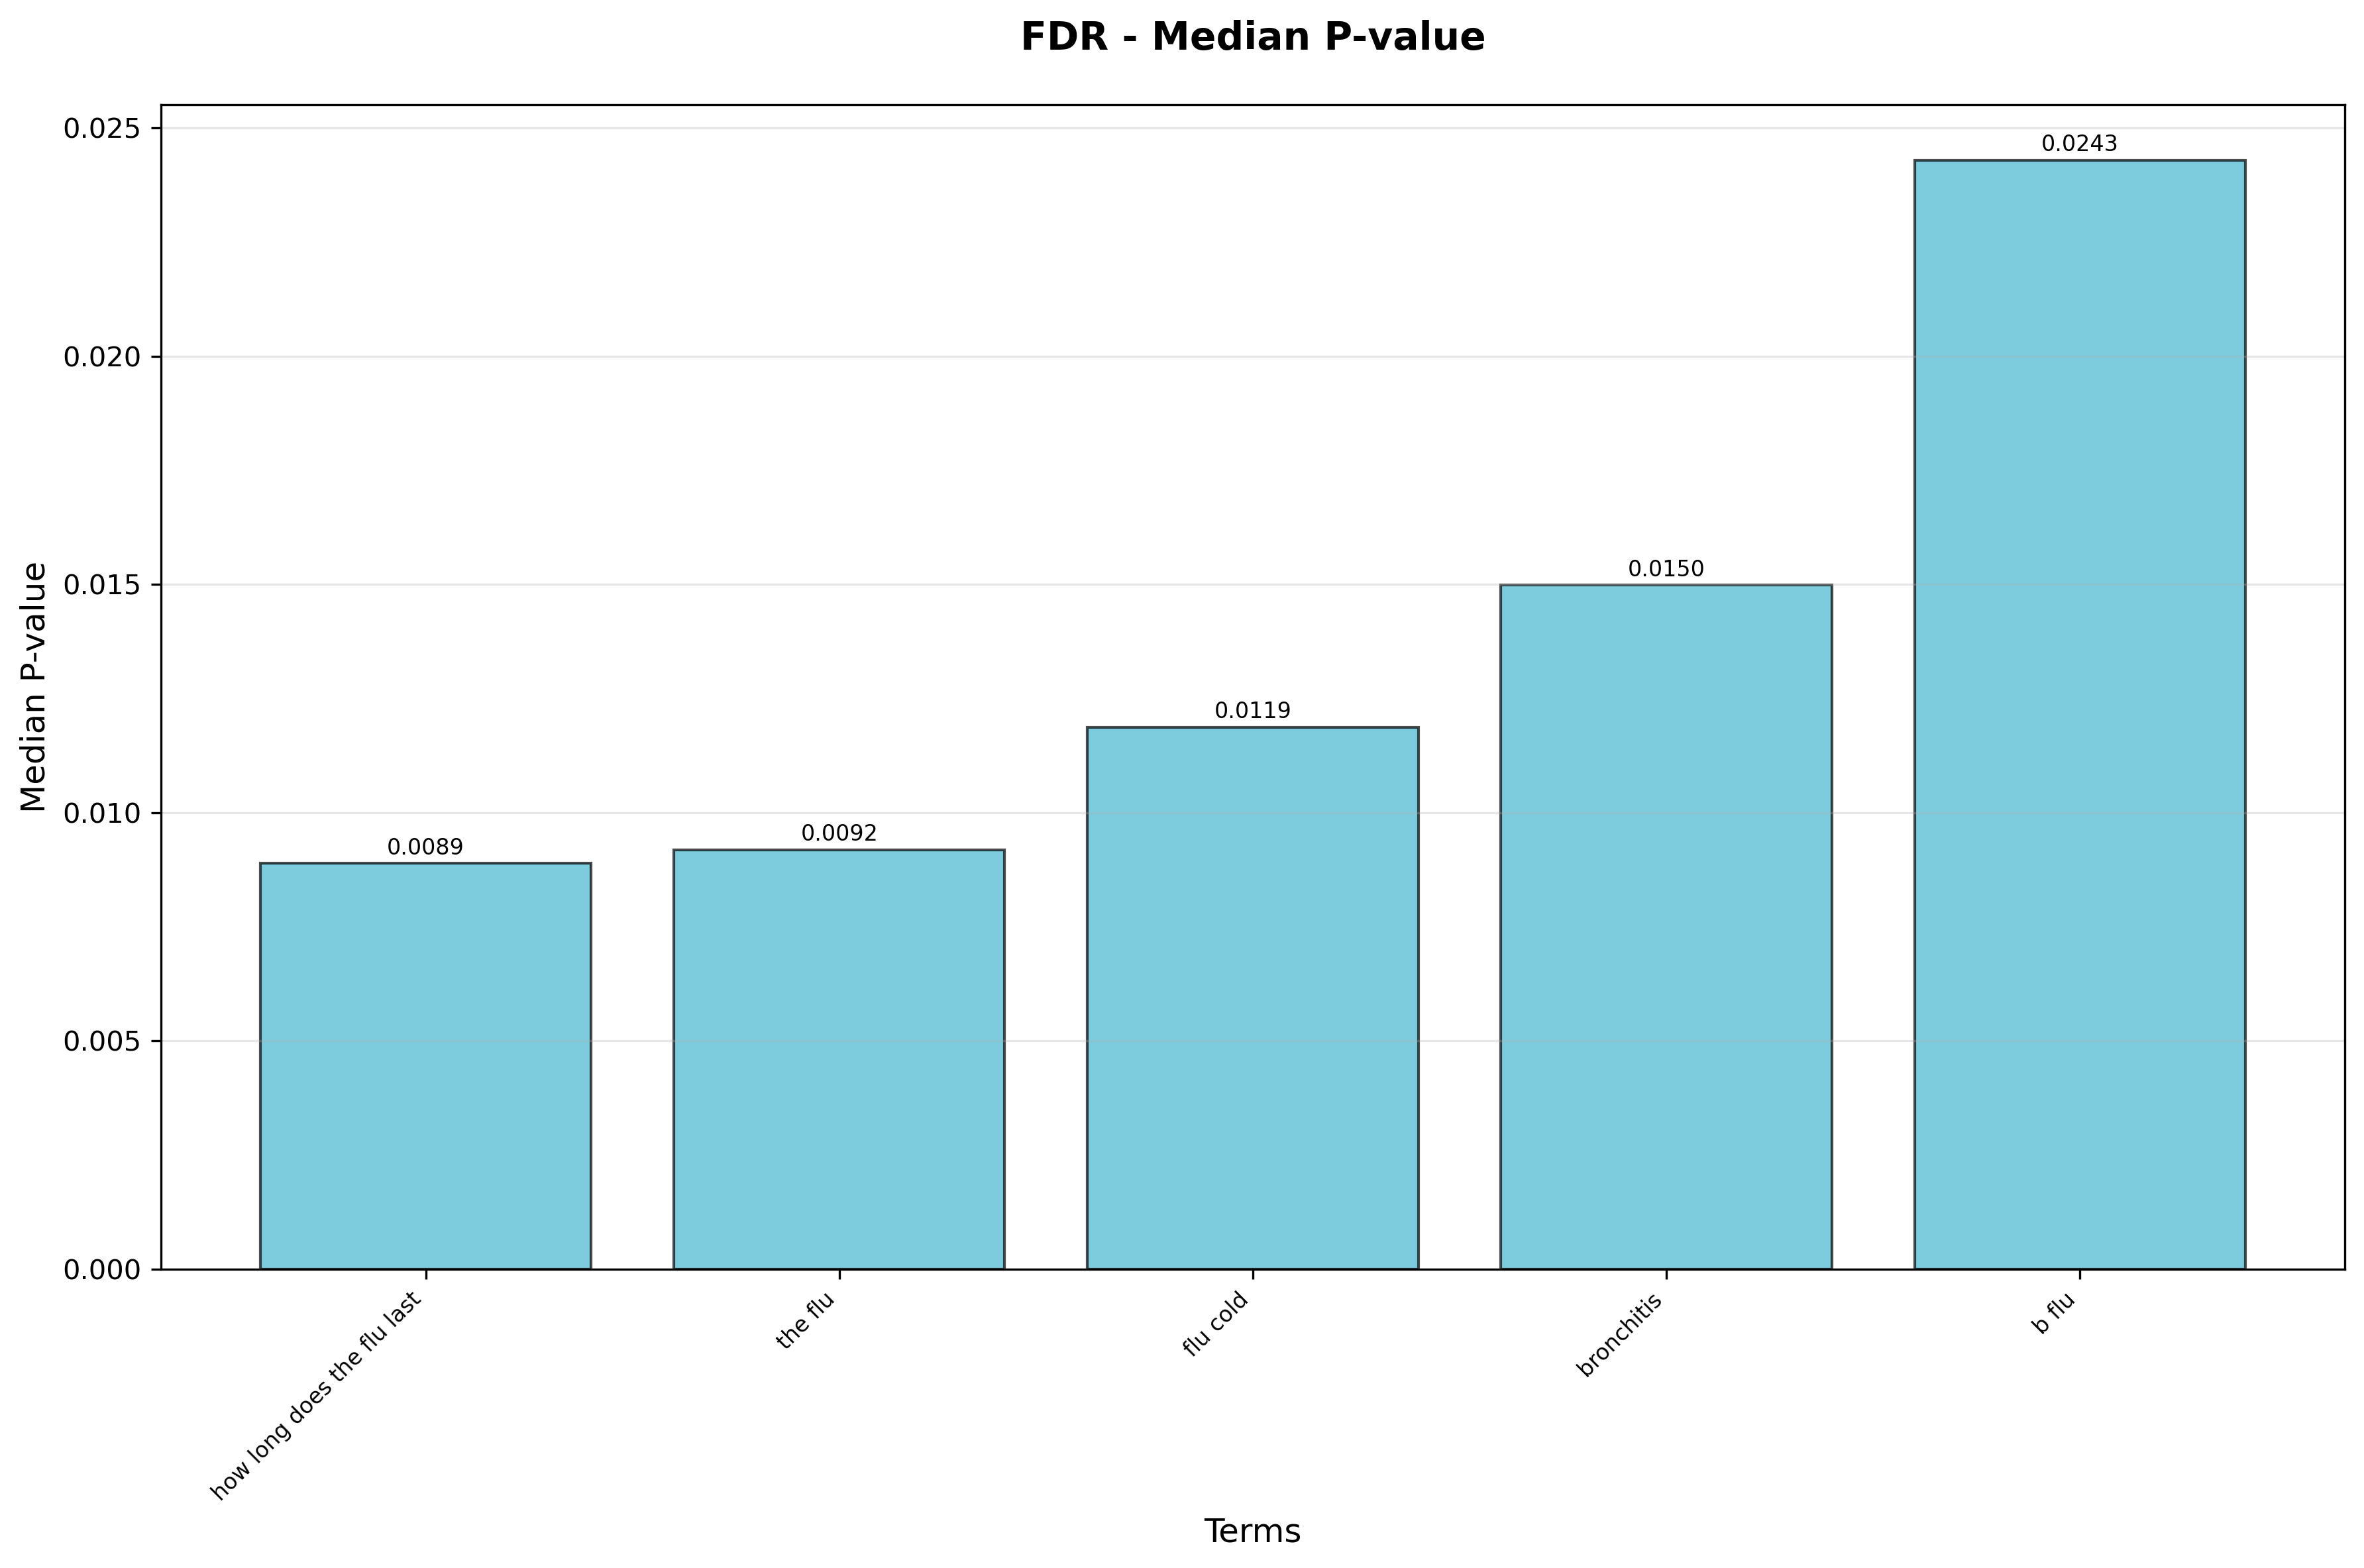 FDR - Median P-value
Median P-value
0.025
0.020
0.015
0.010
0.005
0.000
0.0089
0.0092
0.0119
0.0150
0.0243
how long does the flu last
the flu
flu cold
bronchitis
b flu
Terms